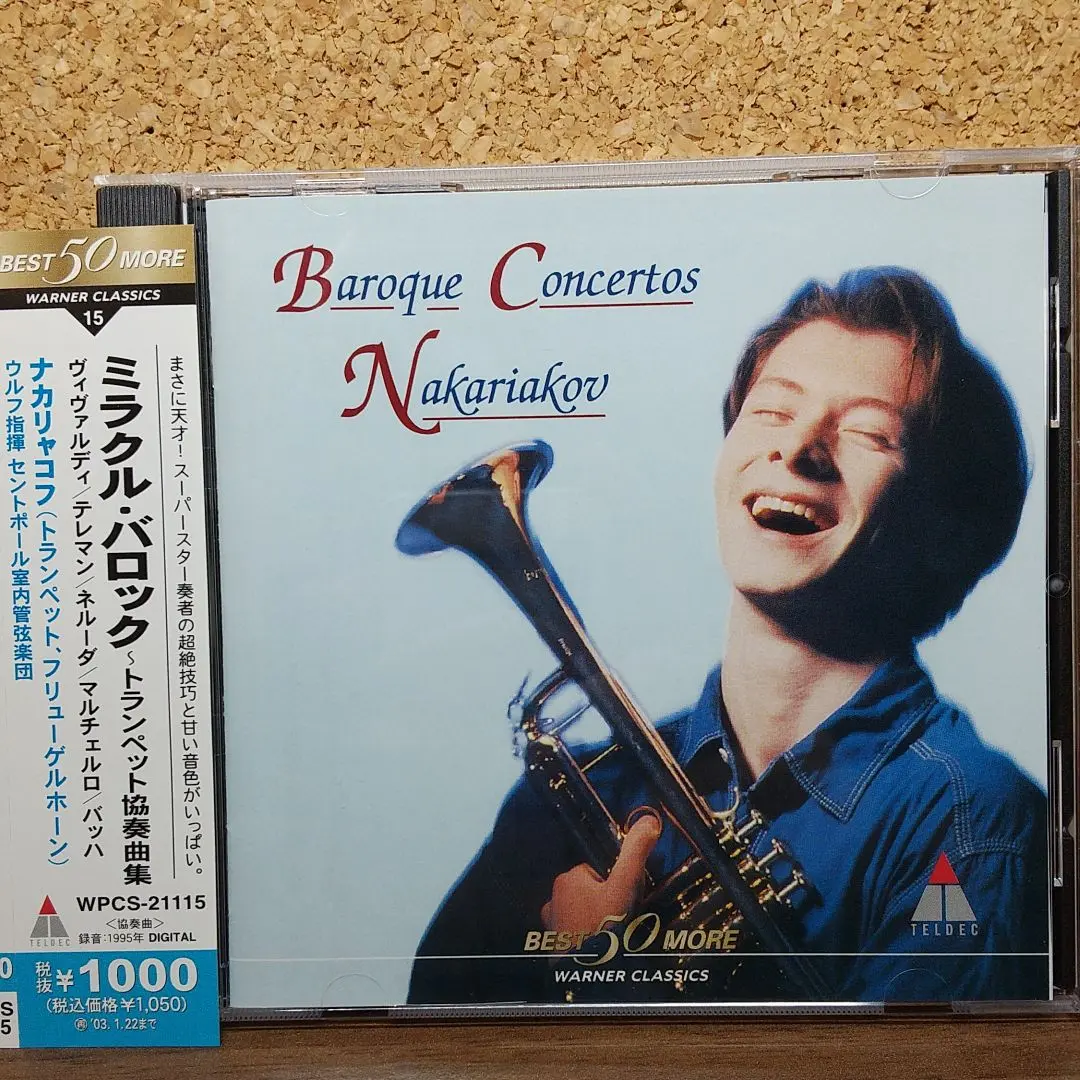 BEST 50 MORE
WARNER CLASSICS
15
まさに天才!スーパースター奏者の超絶技巧と甘い音色がいっぱい。
ミラクル・バロック〜トランペット協奏曲集
ヴィヴァルディ/テレマン/ネルーダ/マルチェルロ/バッハ
ナカリャコフ(トランペット、フリューゲルホーン)
ウルフ指揮 セントポール室内管弦楽団
WPCS-21115
<協奏曲>
TELDEC
録音:1995年 DIGITAL
税抜¥1000
(税込価格¥1,050)
再 '03.1.22まで
0
S
5
Baroque Concertos
Nakariakov
BEST 50 MORE
WARNER CLASSICS
TELDEC